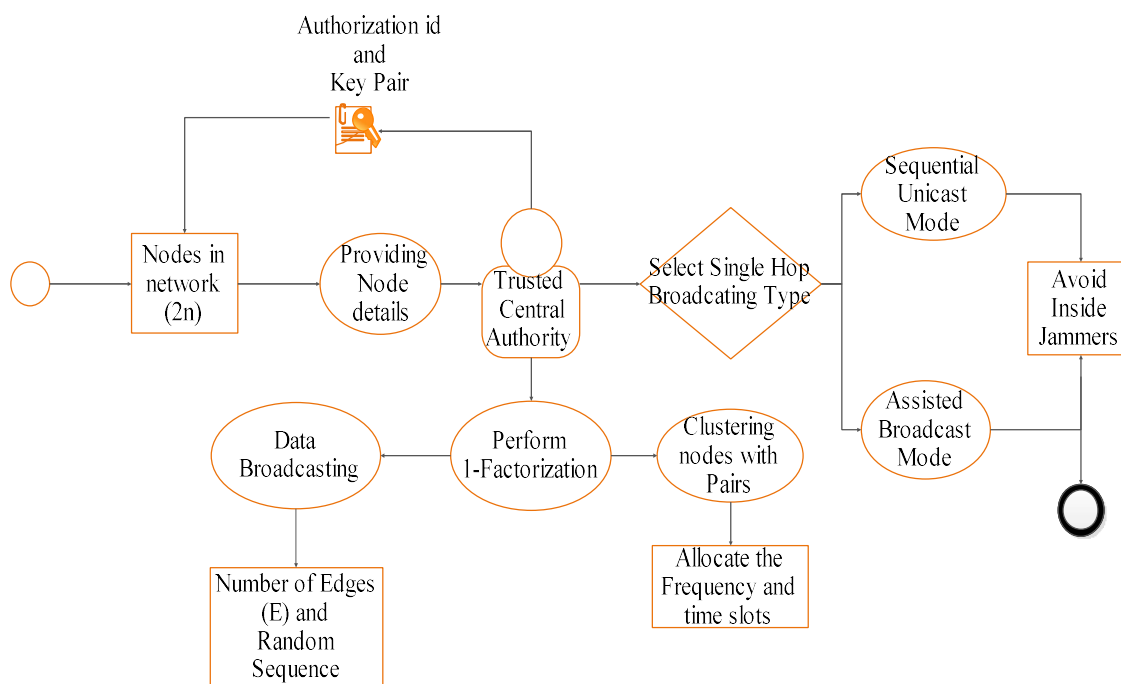 Authorization id
and
Key Pair
Nodes in
network
(2n)
Providing
Node
details
Trusted
Central
Authority
Select Single Hop
Broadcating Type
Sequential
Unicast
Mode
Avoid
Inside
Jammers
Assisted
Broadcast
Mode
Data
Broadcasting
Perform
1-Factorization
Clustering
nodes with
Pairs
Number of Edges
(E) and
Random
Sequence
Allocate the
Frequency and
time slots